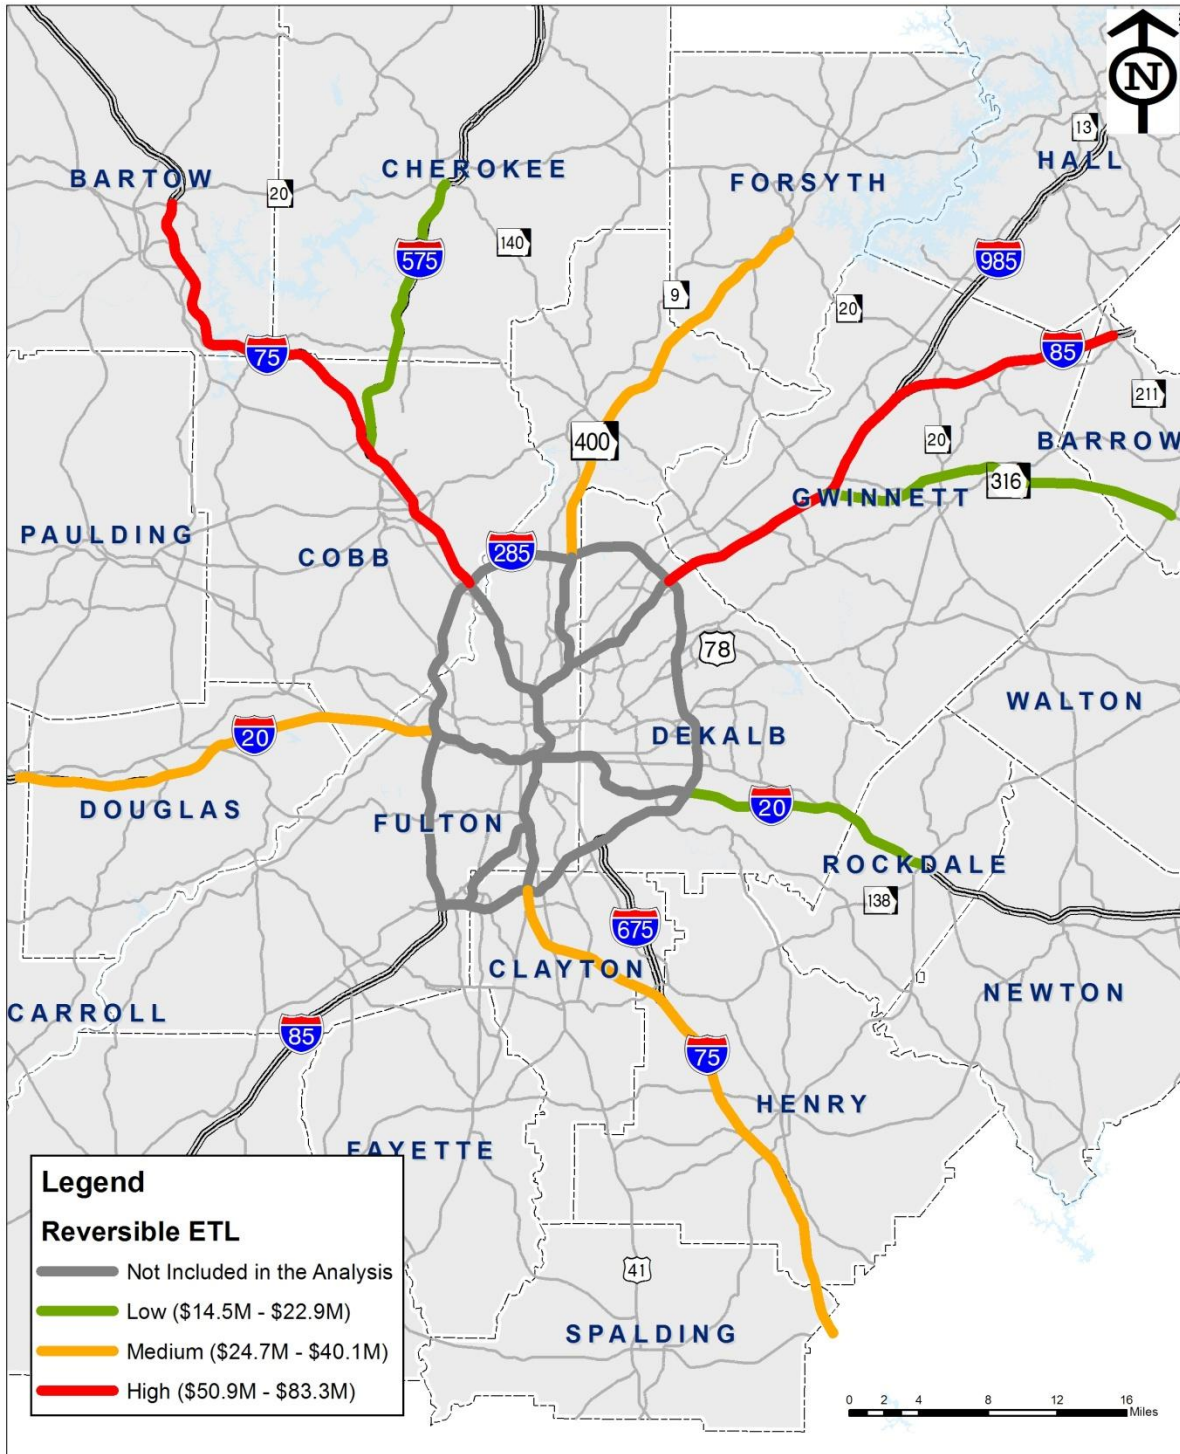 N
13
HALL
BARTOW
CHEROKEE
20
FORSYTH
140
575
985
9
20
75
85
211
400
20
BARROW
316
GWINNETT
PAULDING
COBB
285
78
WALTON
20
DEKALB
DOUGLAS
FULTON
20
ROCKDALE
138
675
CLAYTON
NEWTON
CARROLL
85
75
HENRY
FAYETTE
Legend
Reversible ETL
Not Included in the Analysis
Low ($14.5M - $22.9M)
Medium ($24.7M - $40.1M)
High ($50.9M - $83.3M)
41
SPALDING
0 2 4 8 12 16
Miles